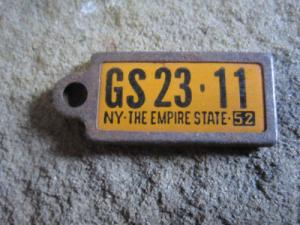 GS 23·11
NY·THE EMPIRE STATE·52